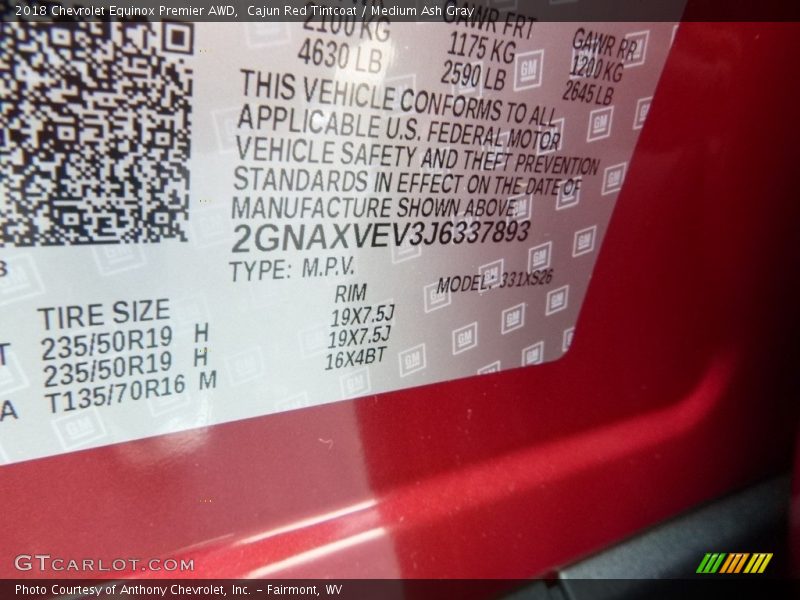 2018 Chevrolet Equinox Premier AWD,  Cajun Red Tintcoat / Medium Ash Gray
2100 KG
4630 LB
GAWR FRT
1175 KG
2590 LB
GAWR RR
1200 KG
2645 LB
THIS VEHICLE CONFORMS TO ALL
APPLICABLE U.S. FEDERAL MOTOR
VEHICLE SAFETY AND THEFT PREVENTION
STANDARDS IN EFFECT ON THE DATE OF
MANUFACTURE SHOWN ABOVE.
2GNAXVEV3J6337893
TYPE: M.P.V.
MODEL: 331XS26
TIRE SIZE
RIM
235/50R19 H
19X7.5J
235/50R19 H
19X7.5J
T135/70R16 M
16X4BT
GM
GTCARLOT.COM
Photo Courtesy of Anthony Chevrolet, Inc. – Fairmont, WV